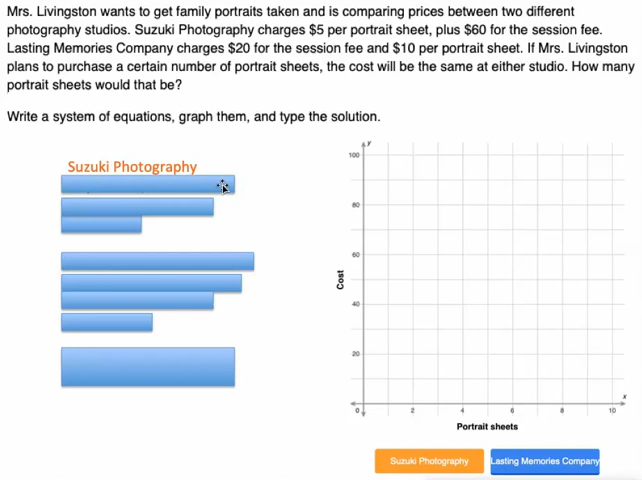 Mrs. Livingston wants to get family portraits taken and is comparing prices between two different
photography studios. Suzuki Photography charges $5 per portrait sheet, plus $60 for the session fee.
Lasting Memories Company charges $20 for the session fee and $10 per portrait sheet. If Mrs. Livingston
plans to purchase a certain number of portrait sheets, the cost will be the same at either studio. How many
portrait sheets would that be?
Write a system of equations, graph them, and type the solution.
Suzuki Photography
y
100
80
60
40
20
0
Cost
2 4 6 8 10
x
Portrait sheets
Suzuki Photography
Lasting Memories Company